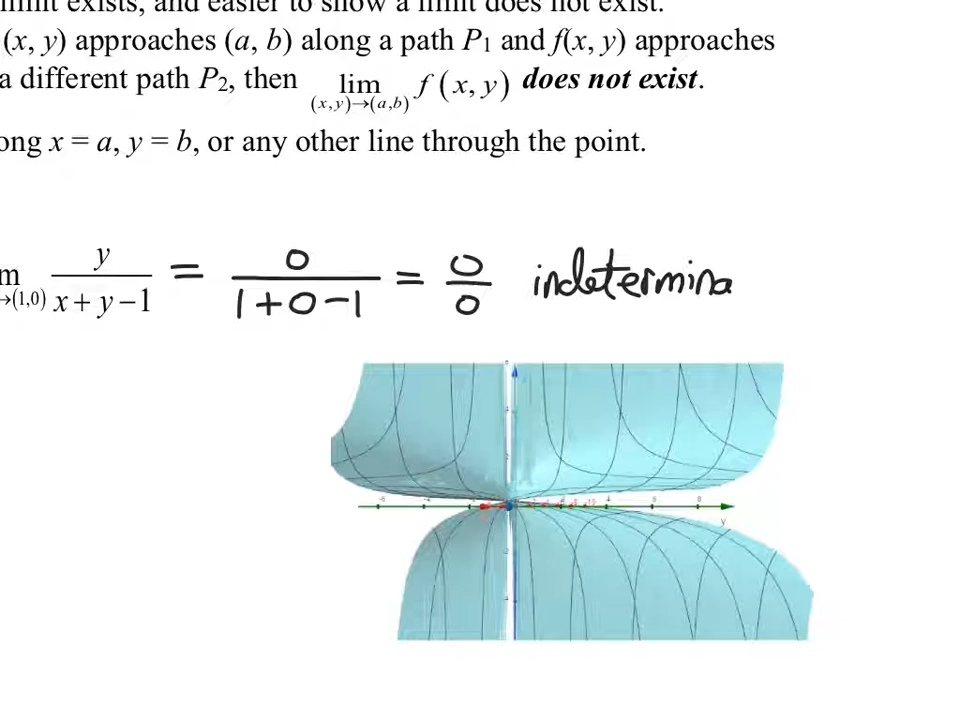 limit exists, and easier to show a limit does not exist.
(x, y) approaches (a, b) along a path P₁ and f(x, y) approaches
a different path P₂, then lim (x,y)→(a,b) f (x, y) does not exist.
ong x = a, y = b, or any other line through the point.
m →(1,0) y / x + y − 1 = 0 / 1+0−1 = 0 / 0 indetermina
y